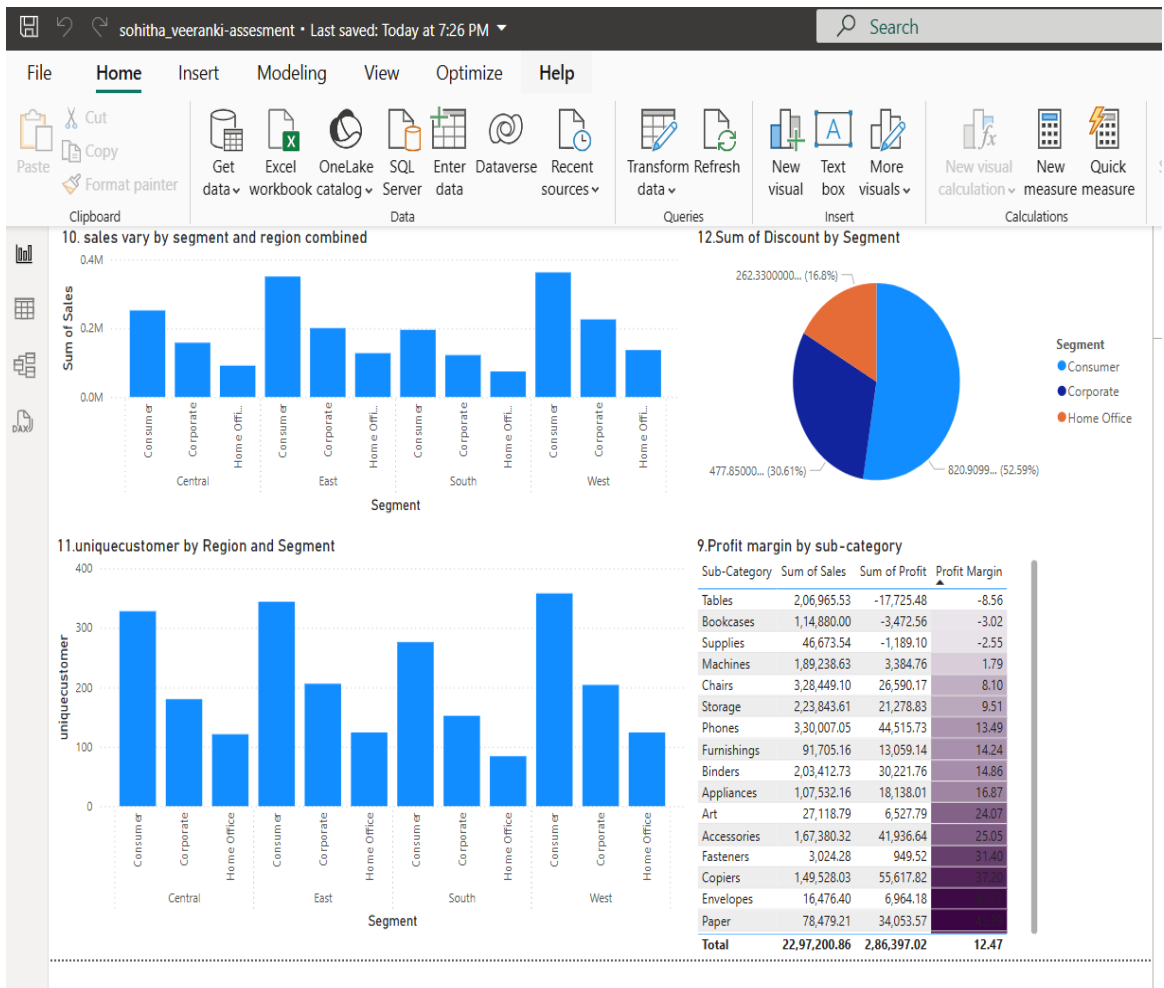 sohitha_veeranki-assesment • Last saved: Today at 7:26 PM
Search
File Home Insert Modeling View Optimize Help
Paste
Cut
Copy
Format painter
Clipboard
Get data
Excel workbook
OneLake catalog
SQL Server
Enter data
Dataverse
Recent sources
Data
Transform data
Refresh
Queries
New visual
Text box
More visuals
Insert
New visual calculation
New measure
Quick measure
Calculations
DAX
10. sales vary by segment and region combined
Sum of Sales
0.4M
0.2M
0.0M
Consumer Corporate Home Offi... Consumer Corporate Home Offi... Consumer Corporate Home Offi... Consumer Corporate Home Offi...
Central East South West
Segment
12.Sum of Discount by Segment
262.3300000... (16.8%)
477.85000... (30.61%)
820.9099... (52.59%)
Segment
Consumer
Corporate
Home Office
11.uniquecustomer by Region and Segment
uniquecustomer
400
300
200
100
0
Consumer Corporate Home Office Consumer Corporate Home Office Consumer Corporate Home Office Consumer Corporate Home Office
Central East South West
Segment
9.Profit margin by sub-category
Sub-Category Sum of Sales Sum of Profit Profit Margin
Tables 2,06,965.53 -17,725.48 -8.56
Bookcases 1,14,880.00 -3,472.56 -3.02
Supplies 46,673.54 -1,189.10 -2.55
Machines 1,89,238.63 3,384.76 1.79
Chairs 3,28,449.10 26,590.17 8.10
Storage 2,23,843.61 21,278.83 9.51
Phones 3,30,007.05 44,515.73 13.49
Furnishings 91,705.16 13,059.14 14.24
Binders 2,03,412.73 30,221.76 14.86
Appliances 1,07,532.16 18,138.01 16.87
Art 27,118.79 6,527.79 24.07
Accessories 1,67,380.32 41,936.64 25.05
Fasteners 3,024.28 949.52 31.40
Copiers 1,49,528.03 55,617.82 37.20
Envelopes 16,476.40 6,964.18
Paper 78,479.21 34,053.57
Total 22,97,200.86 2,86,397.02 12.47